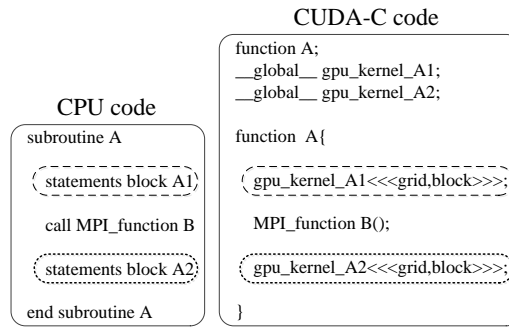 CPU code
subroutine A
statements block A1
call MPI_function B
statements block A2
end subroutine A
CUDA-C code
function A;
__global__ gpu_kernel_A1;
__global__ gpu_kernel_A2;
function A{
gpu_kernel_A1<<<grid,block>>>;
MPI_function B();
gpu_kernel_A2<<<grid,block>>>;
}